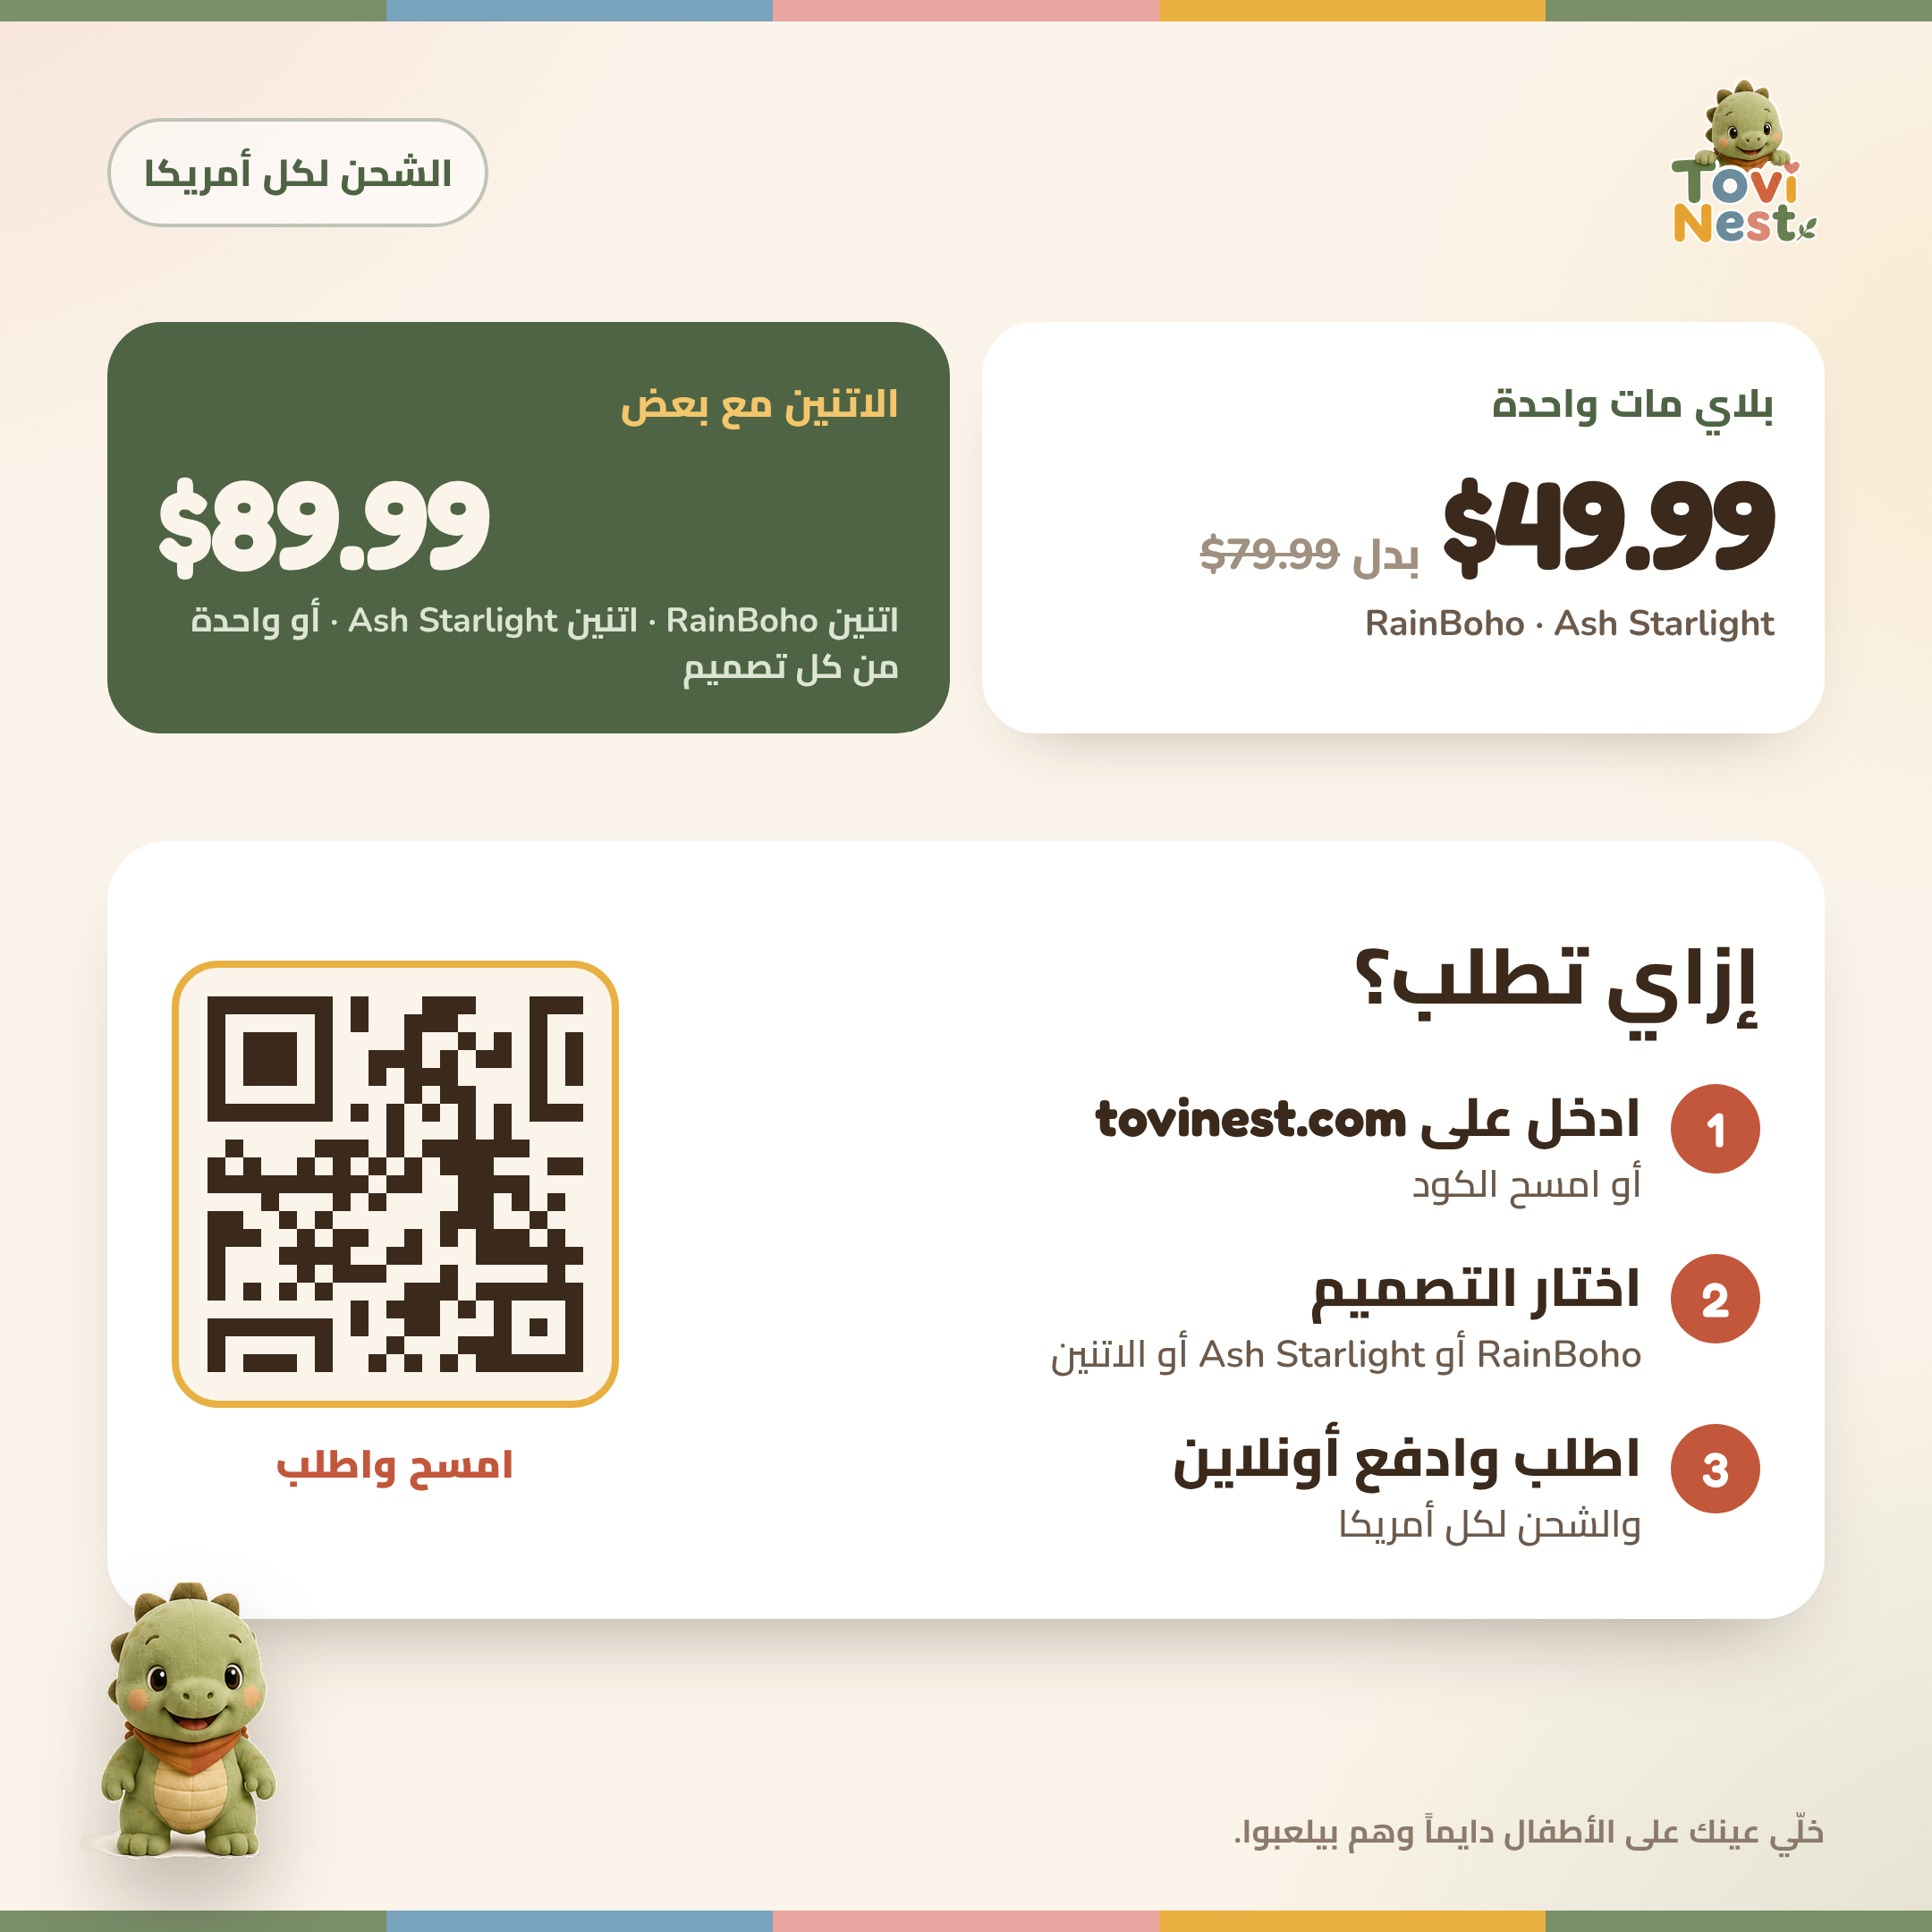 Tovi
Nest
الشحن لكل أمريكا
بلاي مات واحدة
$49.99 بدل $79.99
RainBoho · Ash Starlight
الاتنين مع بعض
$89.99
اتنين RainBoho · اتنين Ash Starlight · أو واحدة
من كل تصميم
إزاي تطلب؟
1
ادخل على tovinest.com
أو امسح الكود
2
اختار التصميم
RainBoho أو Ash Starlight أو الاتنين
3
اطلب وادفع أونلاين
والشحن لكل أمريكا
امسح واطلب
خلّي عينك على الأطفال دايماً وهم بيلعبوا.